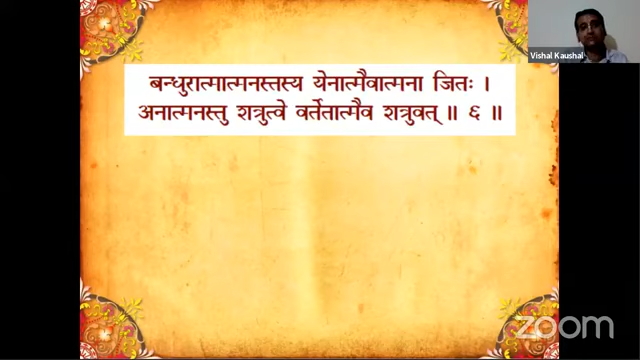 बन्धुरात्मात्मनस्तस्य येनात्मैवात्मना जितः ।
अनात्मनस्तु शत्रुत्वे वर्तेतात्मैव शत्रुवत् ॥ ६ ॥
Vishal Kaushal
zoom